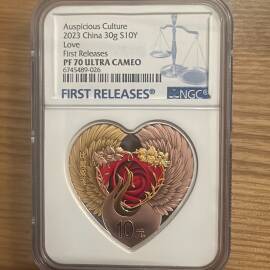 Auspicious Culture
2023 China 30g S10Y
Love
First Releases
PF 70 ULTRA CAMEO
6745489-026
FIRST RELEASES®
NGC®
10元